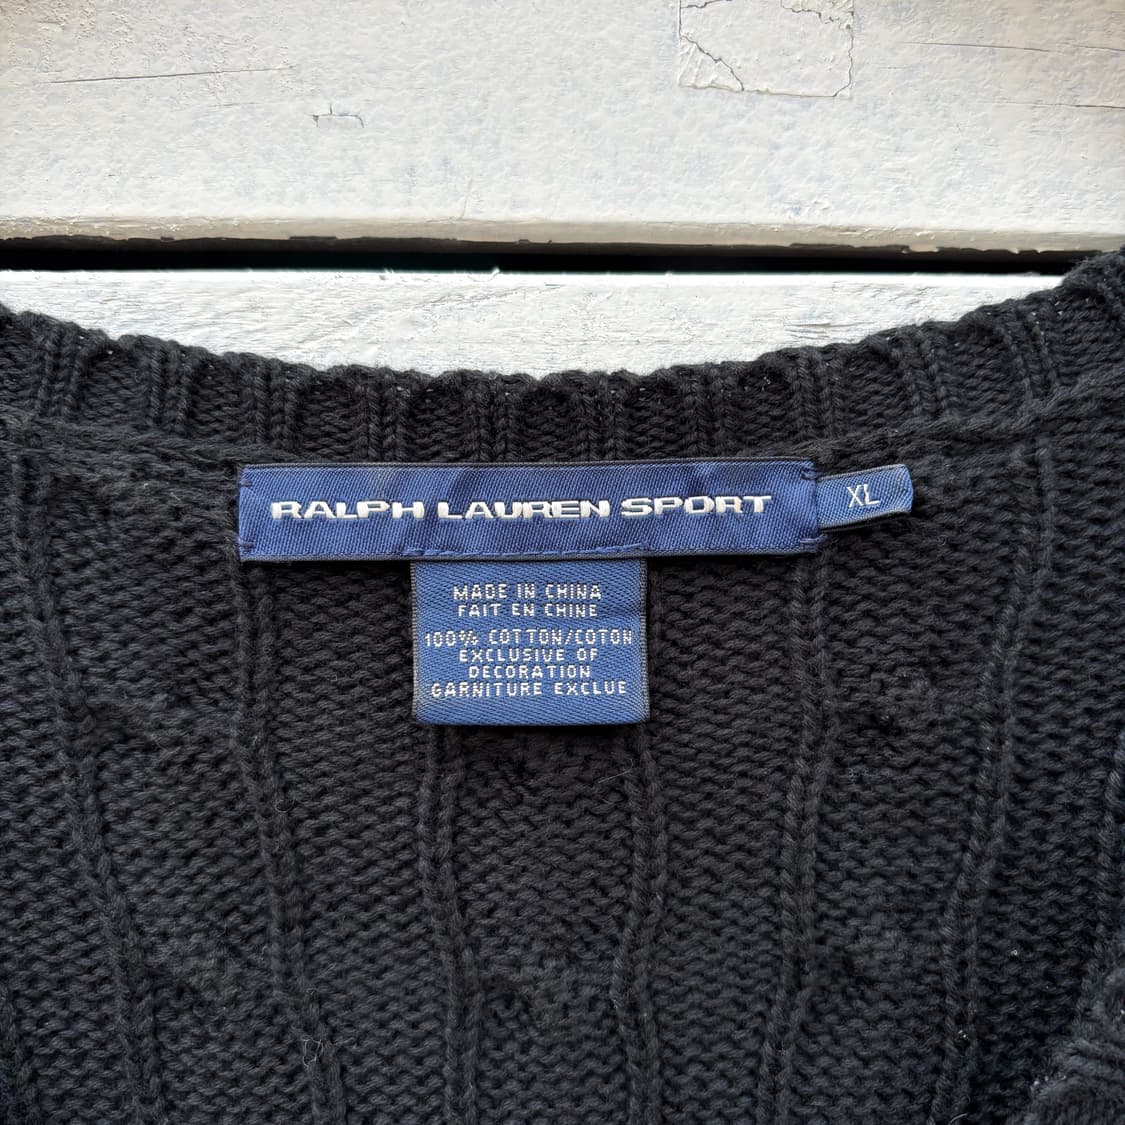 RALPH LAUREN SPORT
XL
MADE IN CHINA
FAIT EN CHINE
100% COTTON/COTON
EXCLUSIVE OF
DECORATION
GARNITURE EXCLUE